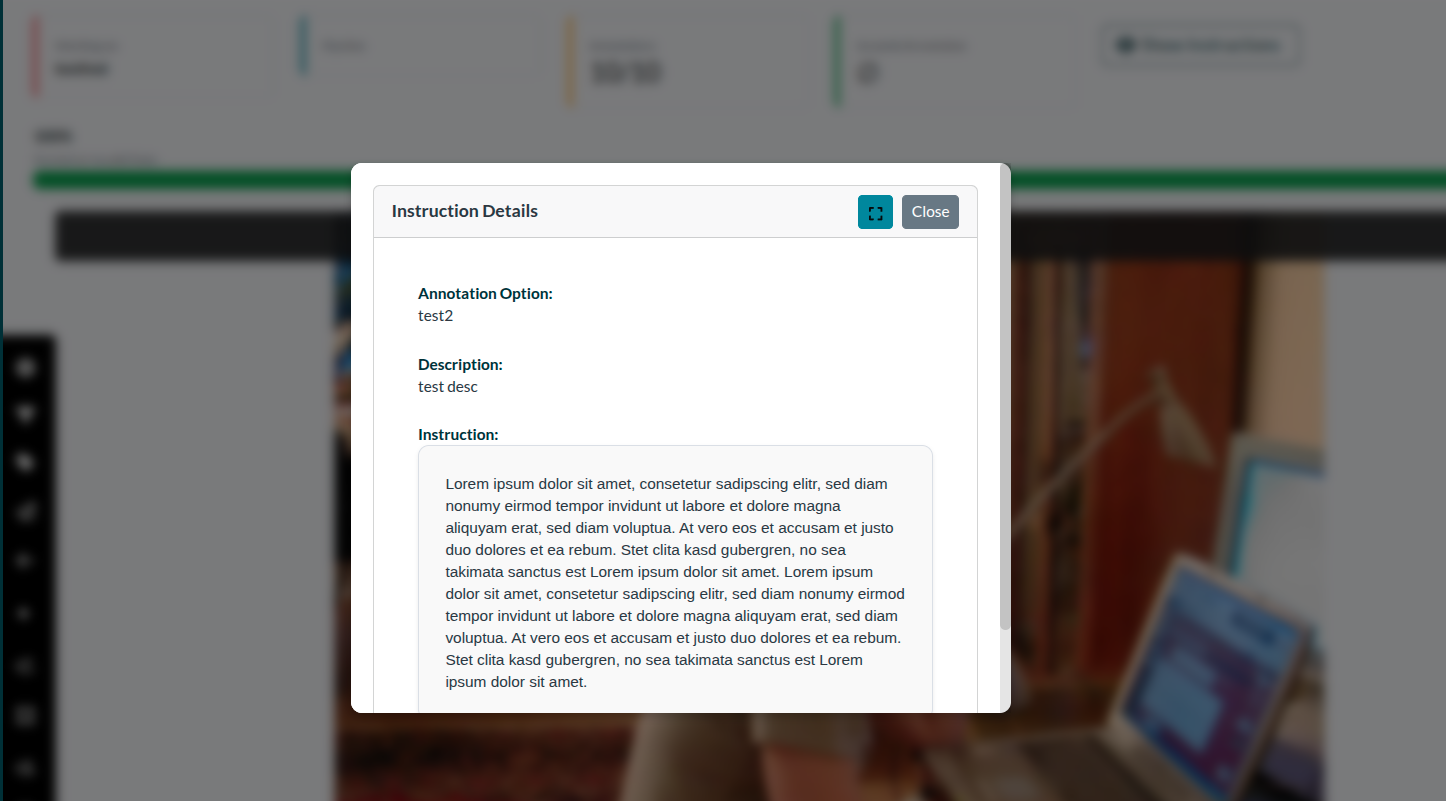 10/10
Instruction Details
Close
Annotation Option:
test2
Description:
test desc
Instruction:
Lorem ipsum dolor sit amet, consetetur sadipscing elitr, sed diam
nonumy eirmod tempor invidunt ut labore et dolore magna
aliquyam erat, sed diam voluptua. At vero eos et accusam et justo
duo dolores et ea rebum. Stet clita kasd gubergren, no sea
takimata sanctus est Lorem ipsum dolor sit amet. Lorem ipsum
dolor sit amet, consetetur sadipscing elitr, sed diam nonumy eirmod
tempor invidunt ut labore et dolore magna aliquyam erat, sed diam
voluptua. At vero eos et accusam et justo duo dolores et ea rebum.
Stet clita kasd gubergren, no sea takimata sanctus est Lorem
ipsum dolor sit amet.